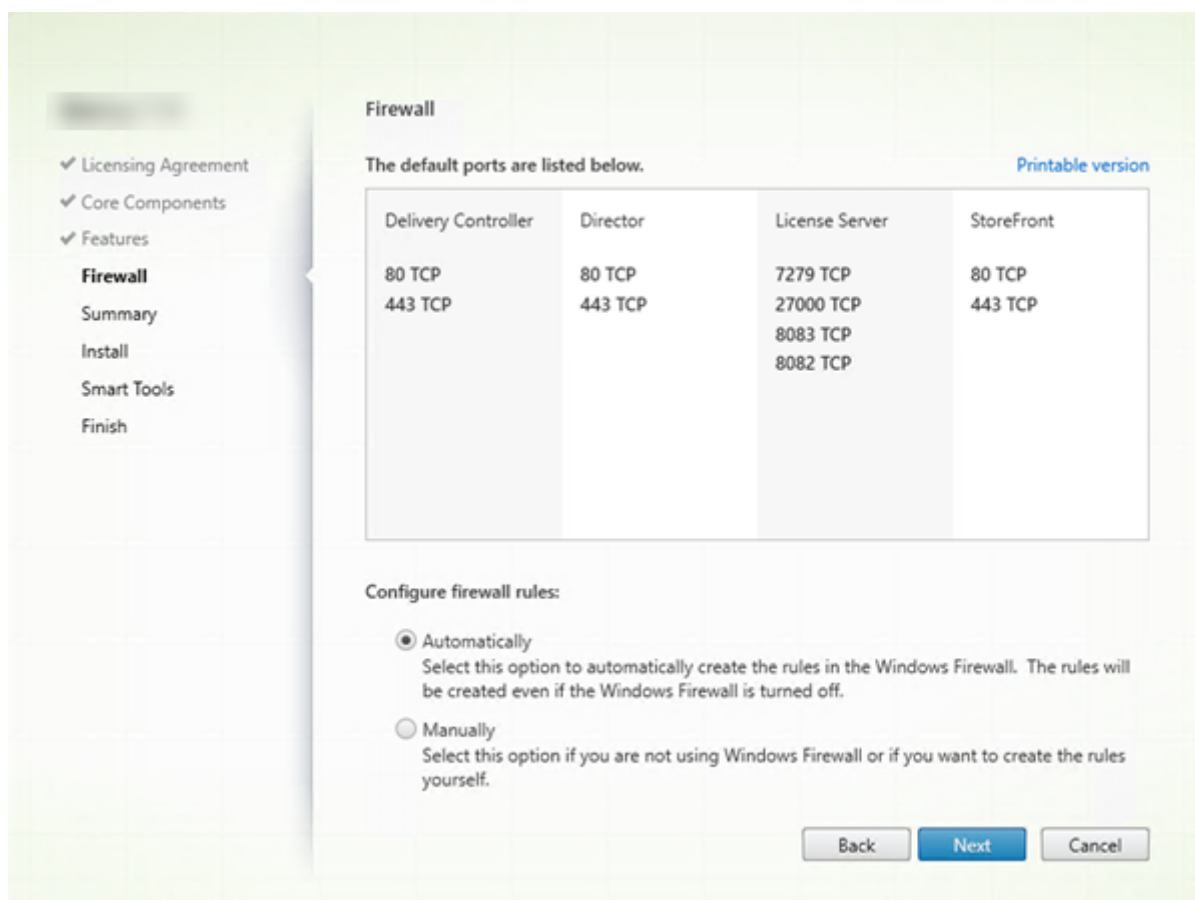 Licensing Agreement
Core Components
Features
Firewall
Summary
Install
Smart Tools
Finish
Firewall
The default ports are listed below.
Printable version
Delivery Controller
80 TCP
443 TCP
Director
80 TCP
443 TCP
License Server
7279 TCP
27000 TCP
8083 TCP
8082 TCP
StoreFront
80 TCP
443 TCP
Configure firewall rules:
Automatically
Select this option to automatically create the rules in the Windows Firewall. The rules will
be created even if the Windows Firewall is turned off.
Manually
Select this option if you are not using Windows Firewall or if you want to create the rules
yourself.
Back
Next
Cancel